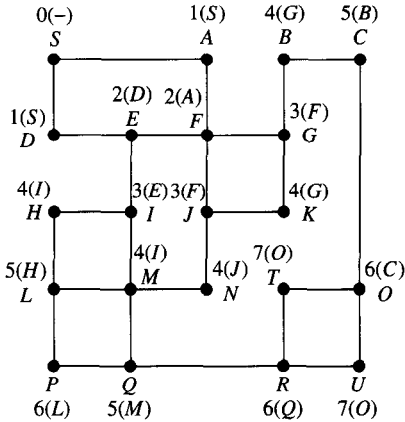 0(−) 1(S) 4(G) 5(B)
S A B C
2(D) 2(A)
1(S) E F 3(F)
D G
4(I) 3(E) 3(F) 4(G)
H I J K
5(H) 4(I) 4(J) 7(O) 6(C)
L M N T O
P Q R U
6(L) 5(M) 6(Q) 7(O)